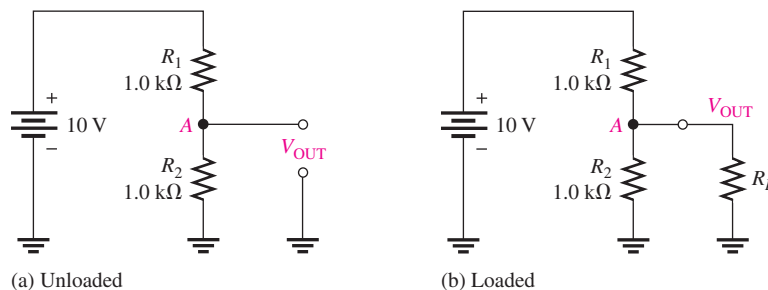 R1
1.0 kΩ
+
10 V
−
A
VOUT
R2
1.0 kΩ
(a) Unloaded
R1
1.0 kΩ
+
10 V
−
A
VOUT
R2
1.0 kΩ
(b) Loaded